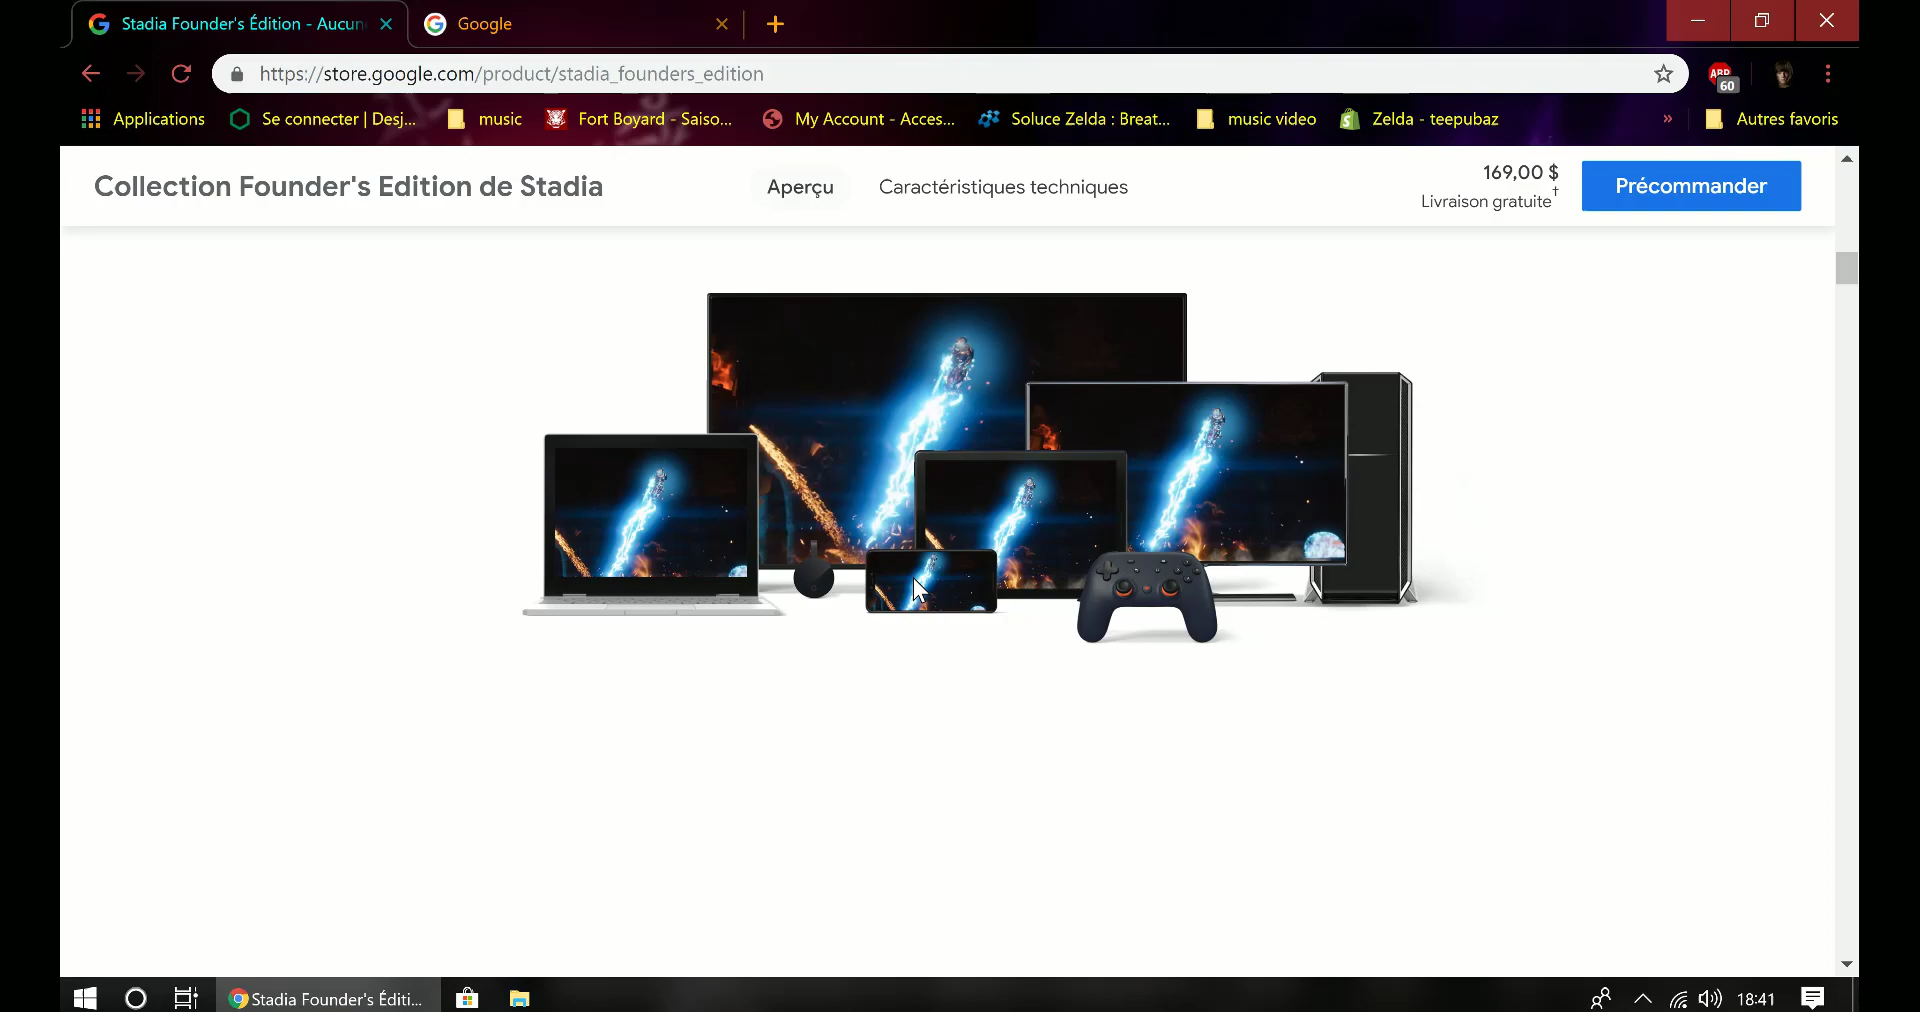 Stadia Founder's Édition - Aucun
Google
https://store.google.com/product/stadia_founders_edition
ABP
60
Applications
Se connecter | Desj...
music
Fort Boyard - Saiso...
My Account - Acces...
Soluce Zelda : Breat...
music video
Zelda - teepubaz
»
Autres favoris
Collection Founder's Edition de Stadia
Aperçu
Caractéristiques techniques
169,00 $
Livraison gratuite†
Précommander
Stadia Founder's Éditi...
18:41